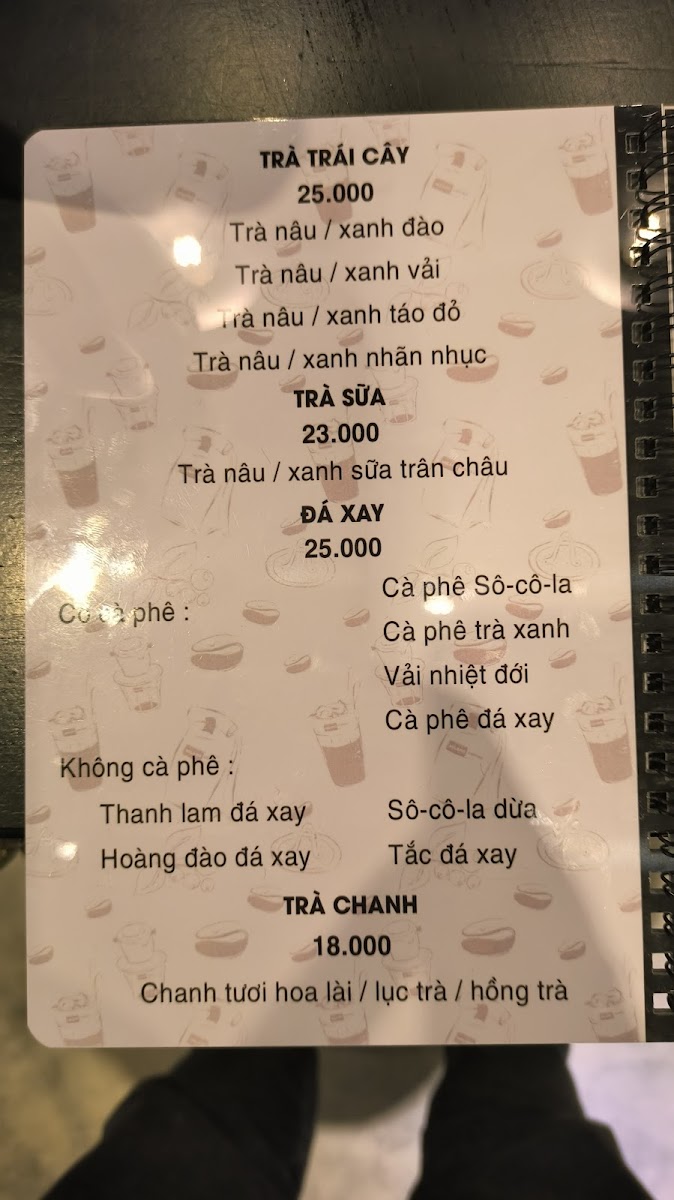 TRÀ TRÁI CÂY
25.000
Trà nâu / xanh đào
Trà nâu / xanh vải
Trà nâu / xanh táo đỏ
Trà nâu / xanh nhãn nhục
TRÀ SỮA
23.000
Trà nâu / xanh sữa trân châu
ĐÁ XAY
25.000
Có cà phê :
Cà phê Sô-cô-la
Cà phê trà xanh
Vải nhiệt đới
Cà phê đá xay
Không cà phê :
Thanh lam đá xay Sô-cô-la dừa
Hoàng đào đá xay Tắc đá xay
TRÀ CHANH
18.000
Chanh tươi hoa lài / lục trà / hồng trà